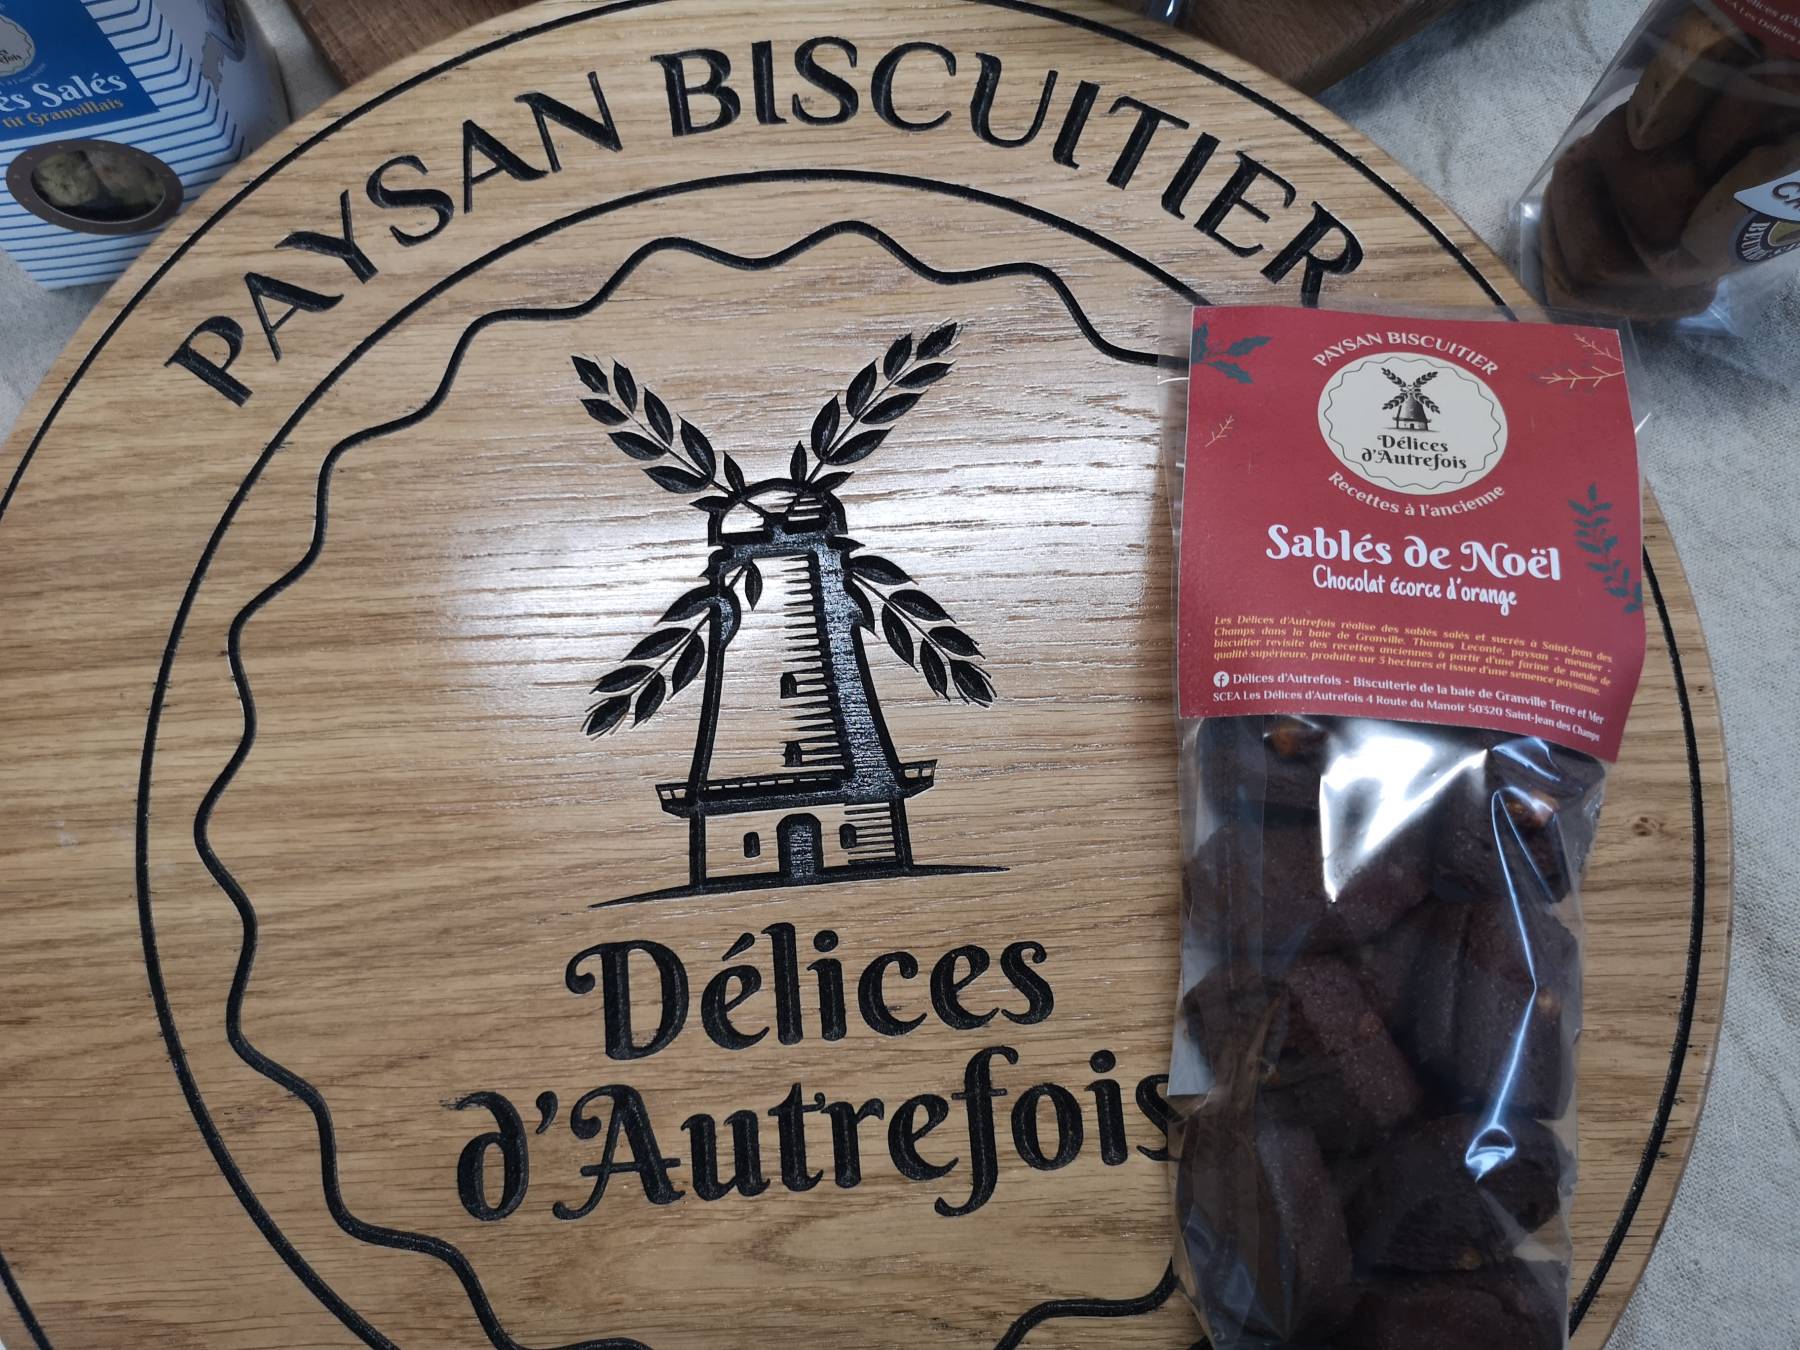 és Salés
tit Granvillais
PAYSAN BISCUITIER
Délices
d'Autrefois
PAYSAN BISCUITIER
Délices
d'Autrefois
Recettes à l'ancienne
Sablés de Noël
Chocolat écorce d'orange
Les Délices d'Autrefois réalise des sablés salés et sucrés à Saint-Jean des
Champs dans la baie de Granville. Thomas Leconte, paysan - meunier -
biscuitier revisite des recettes anciennes à partir d'une farine de meule de
qualité supérieure, produite sur 3 hectares et issue d'une semence paysanne.
Délices d'Autrefois - Biscuiterie de la baie de Granville Terre et Mer
SCEA Les Délices d'Autrefois 4 Route du Manoir 50320 Saint-Jean des Champs